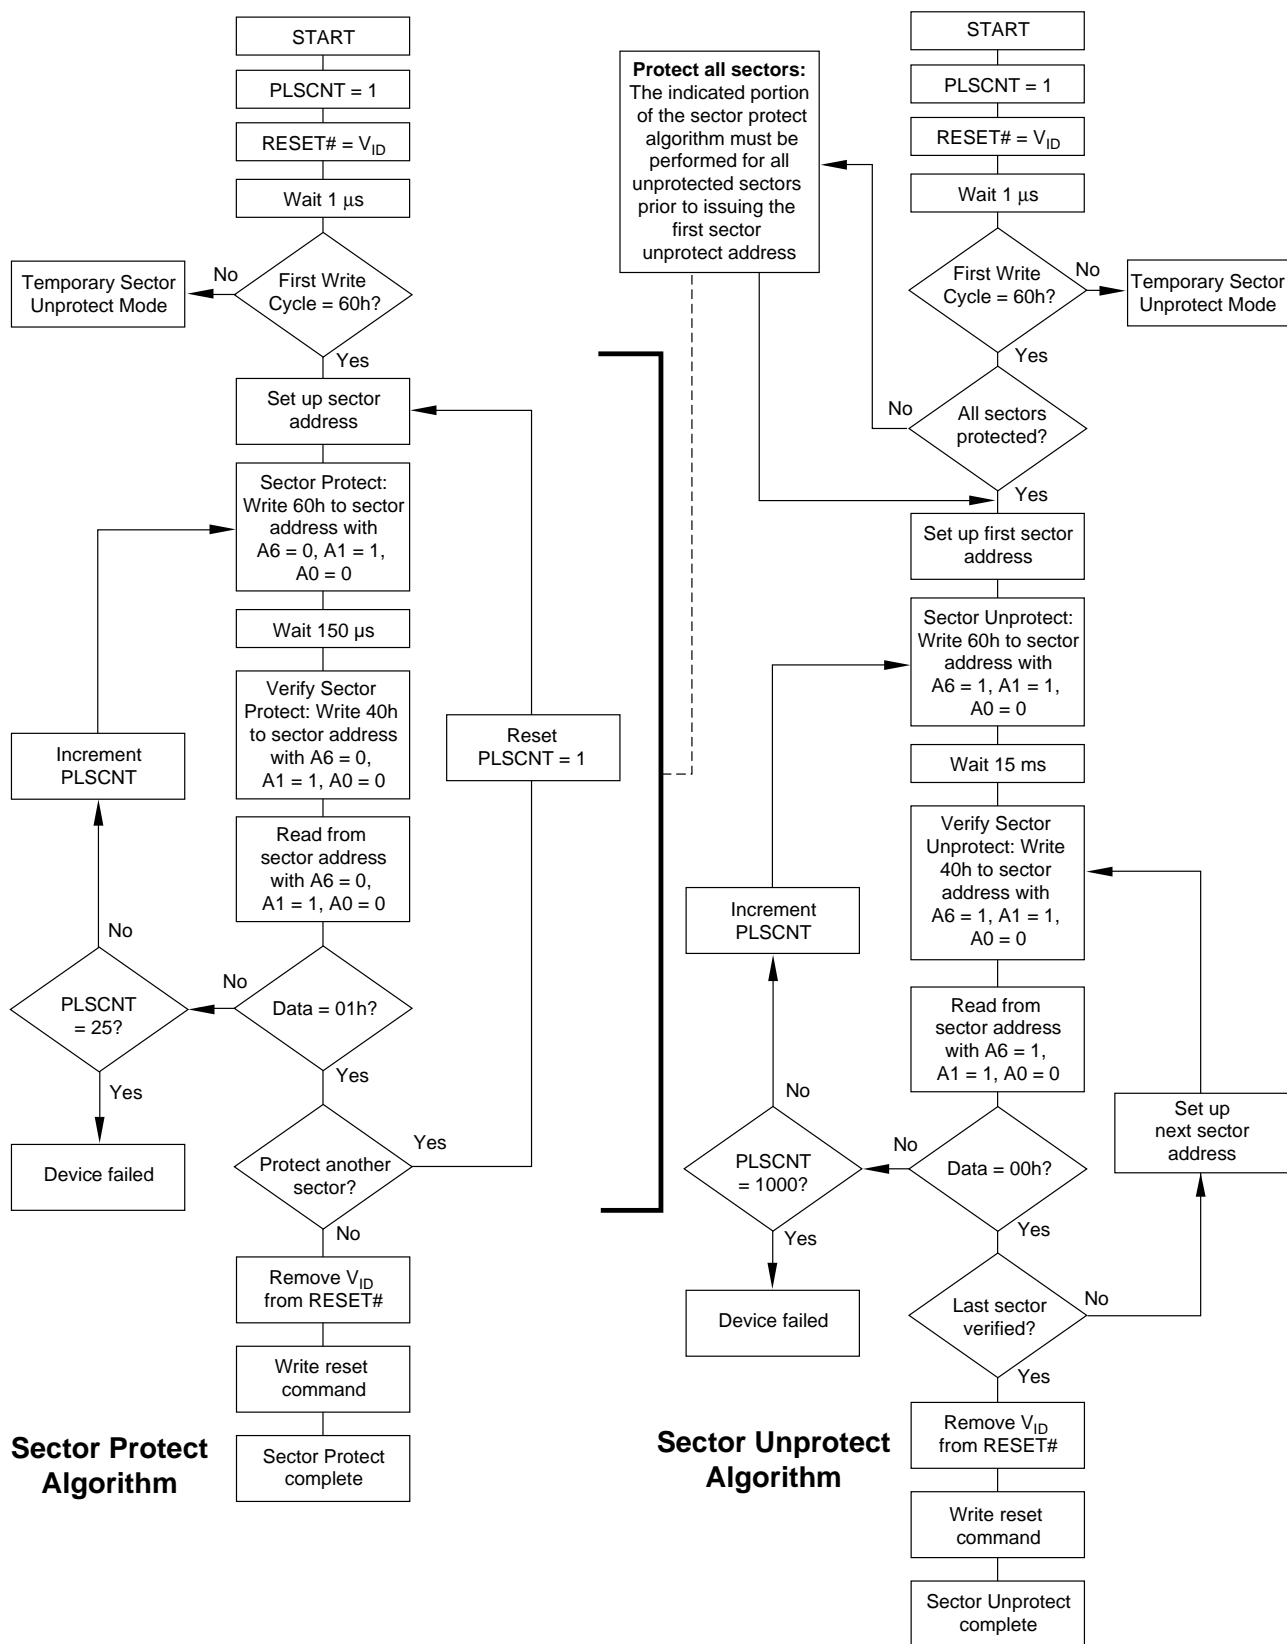 START
PLSCNT = 1
RESET# = VID
Wait 1 μs
First Write
Cycle = 60h?
No
Temporary Sector
Unprotect Mode
Yes
Set up sector
address
Sector Protect:
Write 60h to sector
address with
A6 = 0, A1 = 1,
A0 = 0
Wait 150 µs
Verify Sector
Protect: Write 40h
to sector address
with A6 = 0,
A1 = 1, A0 = 0
Reset
PLSCNT = 1
Increment
PLSCNT
Read from
sector address
with A6 = 0,
A1 = 1, A0 = 0
No
No
PLSCNT
= 25?
Data = 01h?
Yes
Yes
Device failed
Protect another
sector?
Yes
No
Remove VID
from RESET#
Write reset
command
Sector Protect
complete
Sector Protect
Algorithm
Protect all sectors:
The indicated portion
of the sector protect
algorithm must be
performed for all
unprotected sectors
prior to issuing the
first sector
unprotect address
START
PLSCNT = 1
RESET# = VID
Wait 1 μs
First Write
Cycle = 60h?
No
Temporary Sector
Unprotect Mode
Yes
No
All sectors
protected?
Yes
Set up first sector
address
Sector Unprotect:
Write 60h to sector
address with
A6 = 1, A1 = 1,
A0 = 0
Wait 15 ms
Verify Sector
Unprotect: Write
40h to sector
address with
A6 = 1, A1 = 1,
A0 = 0
Increment
PLSCNT
Read from
sector address
with A6 = 1,
A1 = 1, A0 = 0
No
No
PLSCNT
= 1000?
Data = 00h?
Set up
next sector
address
Yes
Yes
Device failed
Last sector
verified?
No
Yes
Remove VID
from RESET#
Write reset
command
Sector Unprotect
complete
Sector Unprotect
Algorithm